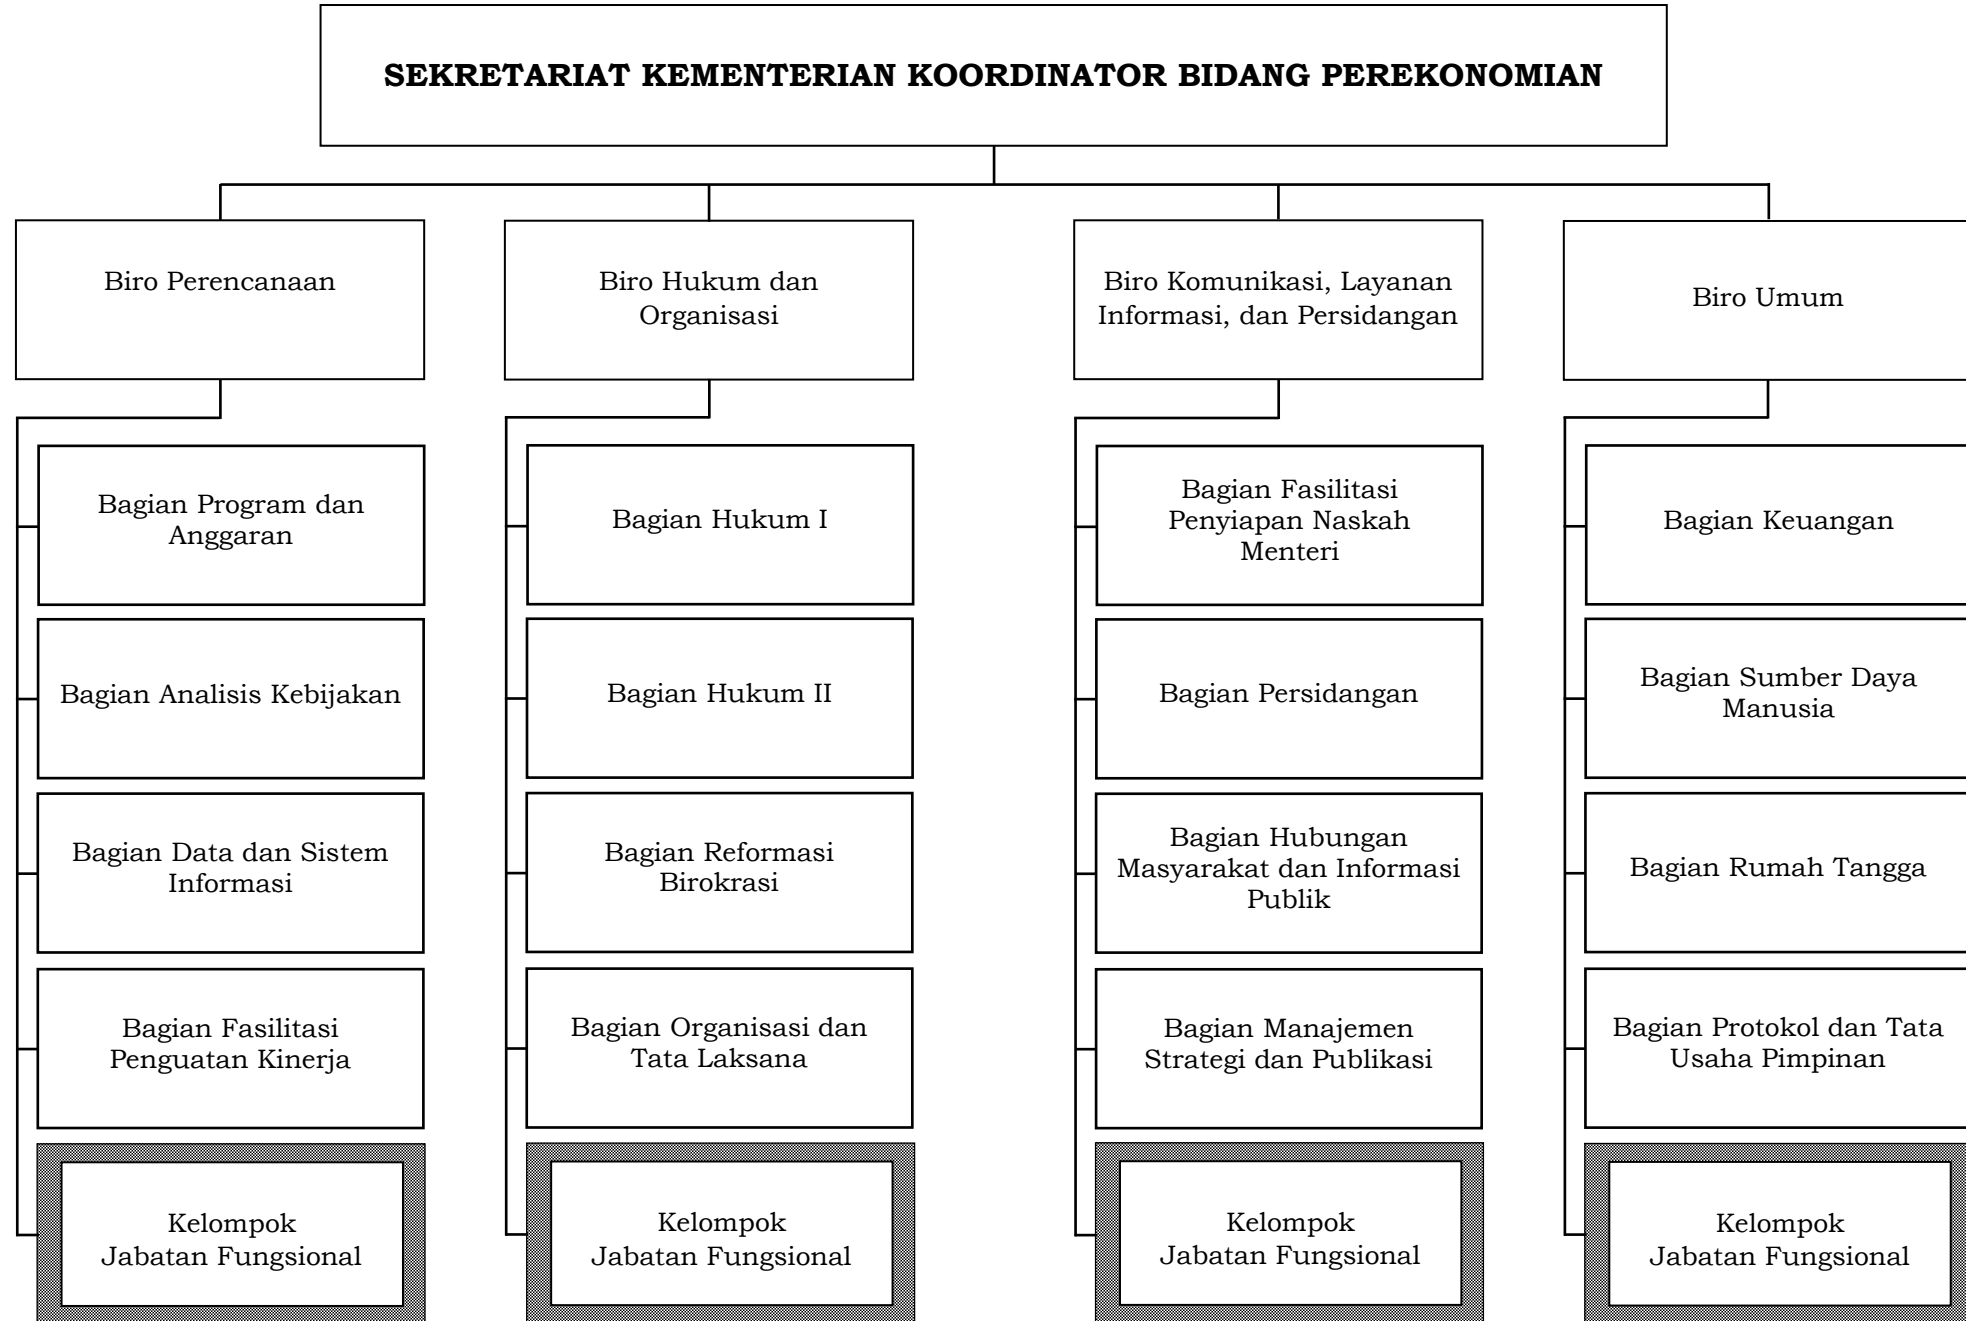 SEKRETARIAT KEMENTERIAN KOORDINATOR BIDANG PEREKONOMIAN
Biro Perencanaan
Biro Hukum dan
Organisasi
Biro Komunikasi, Layanan
Informasi, dan Persidangan
Biro Umum
Bagian Program dan
Anggaran
Bagian Hukum I
Bagian Fasilitasi
Penyiapan Naskah
Menteri
Bagian Keuangan
Bagian Analisis Kebijakan
Bagian Hukum II
Bagian Persidangan
Bagian Sumber Daya
Manusia
Bagian Data dan Sistem
Informasi
Bagian Reformasi
Birokrasi
Bagian Hubungan
Masyarakat dan Informasi
Publik
Bagian Rumah Tangga
Bagian Fasilitasi
Penguatan Kinerja
Bagian Organisasi dan
Tata Laksana
Bagian Manajemen
Strategi dan Publikasi
Bagian Protokol dan Tata
Usaha Pimpinan
Kelompok
Jabatan Fungsional
Kelompok
Jabatan Fungsional
Kelompok
Jabatan Fungsional
Kelompok
Jabatan Fungsional